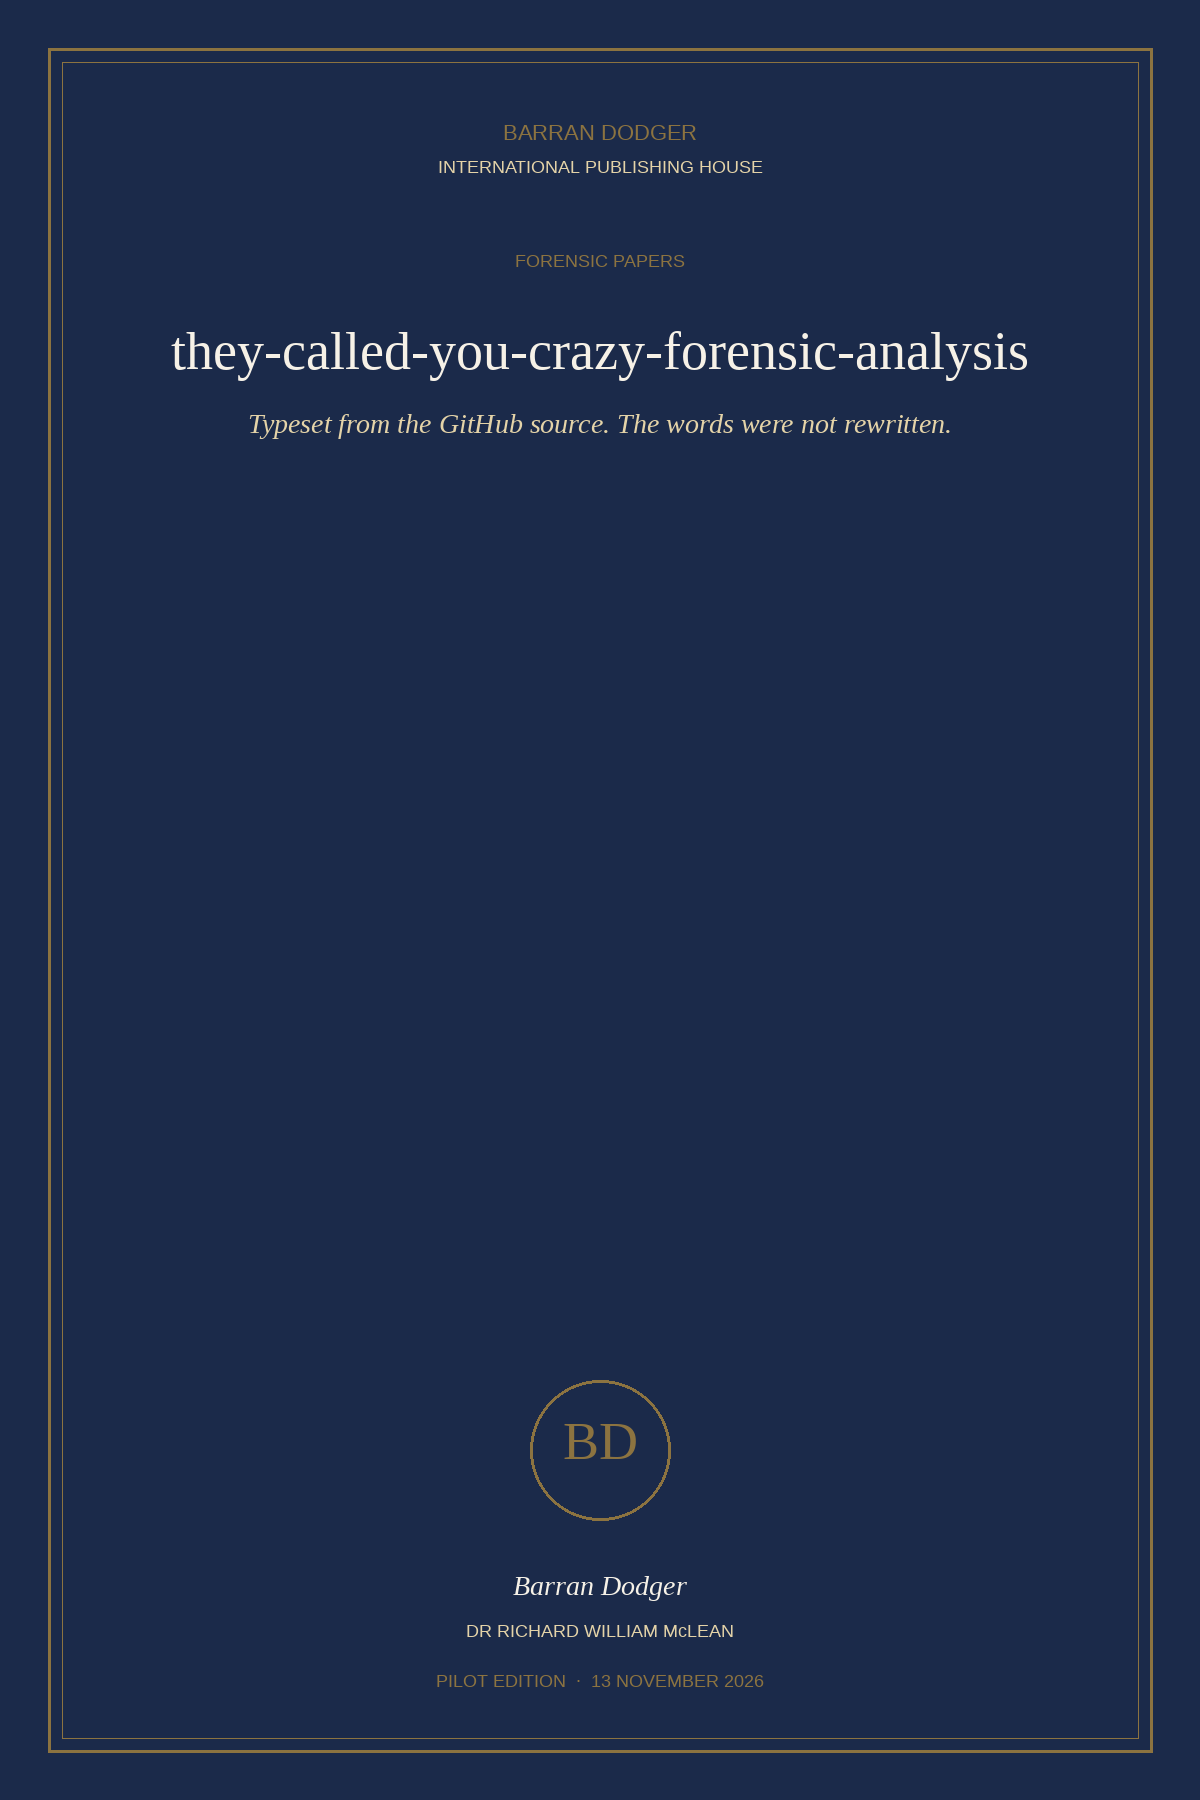 BARRAN DODGER
INTERNATIONAL PUBLISHING HOUSE
FORENSIC PAPERS
they-called-you-crazy-forensic-analysis
Typeset from the GitHub source. The words were not rewritten.
BD
Barran Dodger
DR RICHARD WILLIAM McLEAN
PILOT EDITION · 13 NOVEMBER 2026